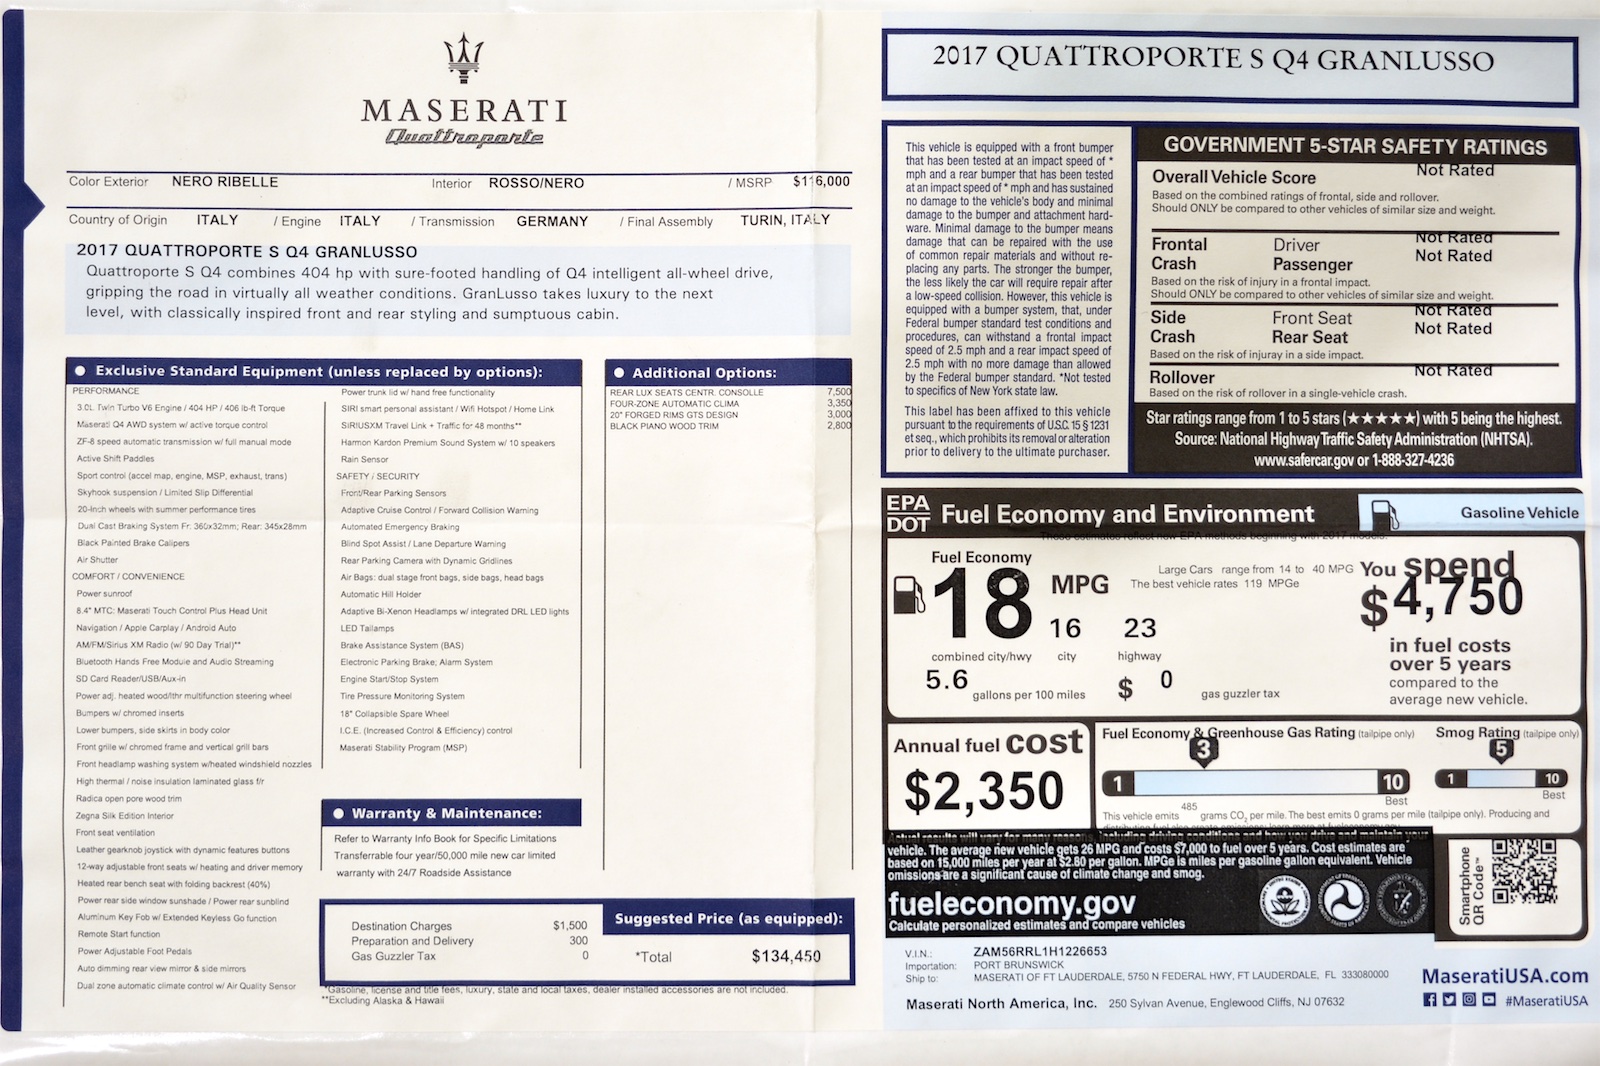 MASERATI
Quattroporte
Color Exterior NERO RIBELLE Interior ROSSO/NERO / MSRP $116,000
Country of Origin ITALY / Engine ITALY / Transmission GERMANY / Final Assembly TURIN, ITALY
2017 QUATTROPORTE S Q4 GRANLUSSO
Quattroporte S Q4 combines 404 hp with sure-footed handling of Q4 intelligent all-wheel drive,
gripping the road in virtually all weather conditions. GranLusso takes luxury to the next
level, with classically inspired front and rear styling and sumptuous cabin.
Exclusive Standard Equipment (unless replaced by options):
PERFORMANCE
3.0L Twin Turbo V6 Engine / 404 HP / 406 lb-ft Torque
Maserati Q4 AWD system w/ active torque control
ZF-8 speed automatic transmission w/ full manual mode
Active Shift Paddles
Sport control (accel map, engine, MSP, exhaust, trans)
Skyhook suspension / Limited Slip Differential
20-Inch wheels with summer performance tires
Dual Cast Braking System Fr. 360x32mm; Rear: 345x28mm
Black Painted Brake Calipers
Air Shutter
COMFORT / CONVENIENCE
Power sunroof
8.4" MTC: Maserati Touch Control Plus Head Unit
Navigation / Apple Carplay / Android Auto
AM/FM/Sirius XM Radio (w/ 90 Day Trial)**
Bluetooth Hands Free Module and Audio Streaming
SD Card Reader/USB/Aux-in
Power adj. heated wood/lthr multifunction steering wheel
Bumpers w/ chromed inserts
Lower bumpers, side skirts in body color
Front grille w/ chromed frame and vertical grill bars
Front headlamp washing system w/heated windshield nozzles
High thermal / noise insulation laminated glass f/r
Radica open pore wood trim
Zegna Silk Edition Interior
Front seat ventilation
Leather gearknob joystick with dynamic features buttons
12-way adjustable front seats w/ heating and driver memory
Heated rear bench seat with folding backrest (40%)
Power rear side window sunshade / Power rear sunblind
Aluminum Key Fob w/ Extended Keyless Go function
Remote Start function
Power Adjustable Foot Pedals
Auto dimming rear view mirror & side mirrors
Dual zone automatic climate control w/ Air Quality Sensor
Power trunk lid w/ hand free functionality
SIRI smart personal assistant / Wifi Hotspot / Home Link
SIRIUSXM Travel Link + Traffic for 48 months**
Harmon Kardon Premium Sound System w/ 10 speakers
Rain Sensor
SAFETY / SECURITY
Front/Rear Parking Sensors
Adaptive Cruise Control / Forward Collision Warning
Automated Emergency Braking
Blind Spot Assist / Lane Departure Warning
Rear Parking Camera with Dynamic Gridlines
Air Bags: dual stage front bags, side bags, head bags
Automatic Hill Holder
Adaptive Bi-Xenon Headlamps w/ integrated DRL LED lights
LED Tailamps
Brake Assistance System (BAS)
Electronic Parking Brake; Alarm System
Engine Start/Stop System
Tire Pressure Monitoring System
18" Collapsible Spare Wheel
I.C.E. (Increased Control & Efficiency) control
Maserati Stability Program (MSP)
Additional Options:
REAR LUX SEATS CENTR. CONSOLLE 7,500
FOUR-ZONE AUTOMATIC CLIMA 3,350
20" FORGED RIMS GTS DESIGN 3,000
BLACK PIANO WOOD TRIM 2,800
Warranty & Maintenance:
Refer to Warranty Info Book for Specific Limitations
Transferrable four year/50,000 mile new car limited
warranty with 24/7 Roadside Assistance
Destination Charges $1,500
Preparation and Delivery 300
Gas Guzzler Tax 0
Suggested Price (as equipped):
*Total $134,450
*Gasoline, license and title fees, luxury, state and local taxes, dealer installed accessories are not included.
**Excluding Alaska & Hawaii
2017 QUATTROPORTE S Q4 GRANLUSSO
This vehicle is equipped with a front bumper
that has been tested at an impact speed of *
mph and a rear bumper that has been tested
at an impact speed of * mph and has sustained
no damage to the vehicle's body and minimal
damage to the bumper and attachment hard-
ware. Minimal damage to the bumper means
damage that can be repaired with the use
of common repair materials and without re-
placing any parts. The stronger the bumper,
the less likely the car will require repair after
a low-speed collision. However, this vehicle is
equipped with a bumper system, that, under
Federal bumper standard test conditions and
procedures, can withstand a frontal impact
speed of 2.5 mph and a rear impact speed of
2.5 mph with no more damage than allowed
by the Federal bumper standard. *Not tested
to specifics of New York state law.
This label has been affixed to this vehicle
pursuant to the requirements of U.S.C. 15 § 1231
et seq., which prohibits its removal or alteration
prior to delivery to the ultimate purchaser.
GOVERNMENT 5-STAR SAFETY RATINGS
Overall Vehicle Score Not Rated
Based on the combined ratings of frontal, side and rollover.
Should ONLY be compared to other vehicles of similar size and weight.
Frontal Driver Not Rated
Crash Passenger Not Rated
Based on the risk of injury in a frontal impact.
Should ONLY be compared to other vehicles of similar size and weight.
Side Front Seat Not Rated
Crash Rear Seat Not Rated
Based on the risk of injuray in a side impact.
Rollover Not Rated
Based on the risk of rollover in a single-vehicle crash.
Star ratings range from 1 to 5 stars (★★★★★) with 5 being the highest.
Source: National Highway Traffic Safety Administration (NHTSA).
www.safercar.gov or 1-888-327-4236
EPA
DOT Fuel Economy and Environment
Gasoline Vehicle
These estimates reflect new EPA methods beginning with 2017 models.
Fuel Economy
18 MPG
16 23
combined city/hwy city highway
5.6 gallons per 100 miles
$ 0 gas guzzler tax
Large Cars range from 14 to 40 MPG
The best vehicle rates 119 MPGe
You spend
$4,750
in fuel costs
over 5 years
compared to the
average new vehicle.
Annual fuel cost
$2,350
Fuel Economy & Greenhouse Gas Rating (tailpipe only)
3
1 10
Best
Smog Rating (tailpipe only)
5
1 10
Best
This vehicle emits 485 grams CO2 per mile. The best emits 0 grams per mile (tailpipe only). Producing and
Actual results will vary for many reasons, including driving conditions and how you drive and maintain your
vehicle. The average new vehicle gets 26 MPG and costs $7,000 to fuel over 5 years. Cost estimates are
based on 15,000 miles per year at $2.80 per gallon. MPGe is miles per gasoline gallon equivalent. Vehicle
omissions are a significant cause of climate change and smog.
fueleconomy.gov
Calculate personalized estimates and compare vehicles
Smartphone
QR Code™
V.I.N.: ZAM56RRL1H1226653
Importation: PORT BRUNSWICK
Ship to: MASERATI OF FT LAUDERDALE, 5750 N FEDERAL HWY, FT LAUDERDALE, FL 333080000
Maserati North America, Inc. 250 Sylvan Avenue, Englewood Cliffs, NJ 07632
MaseratiUSA.com
#MaseratiUSA